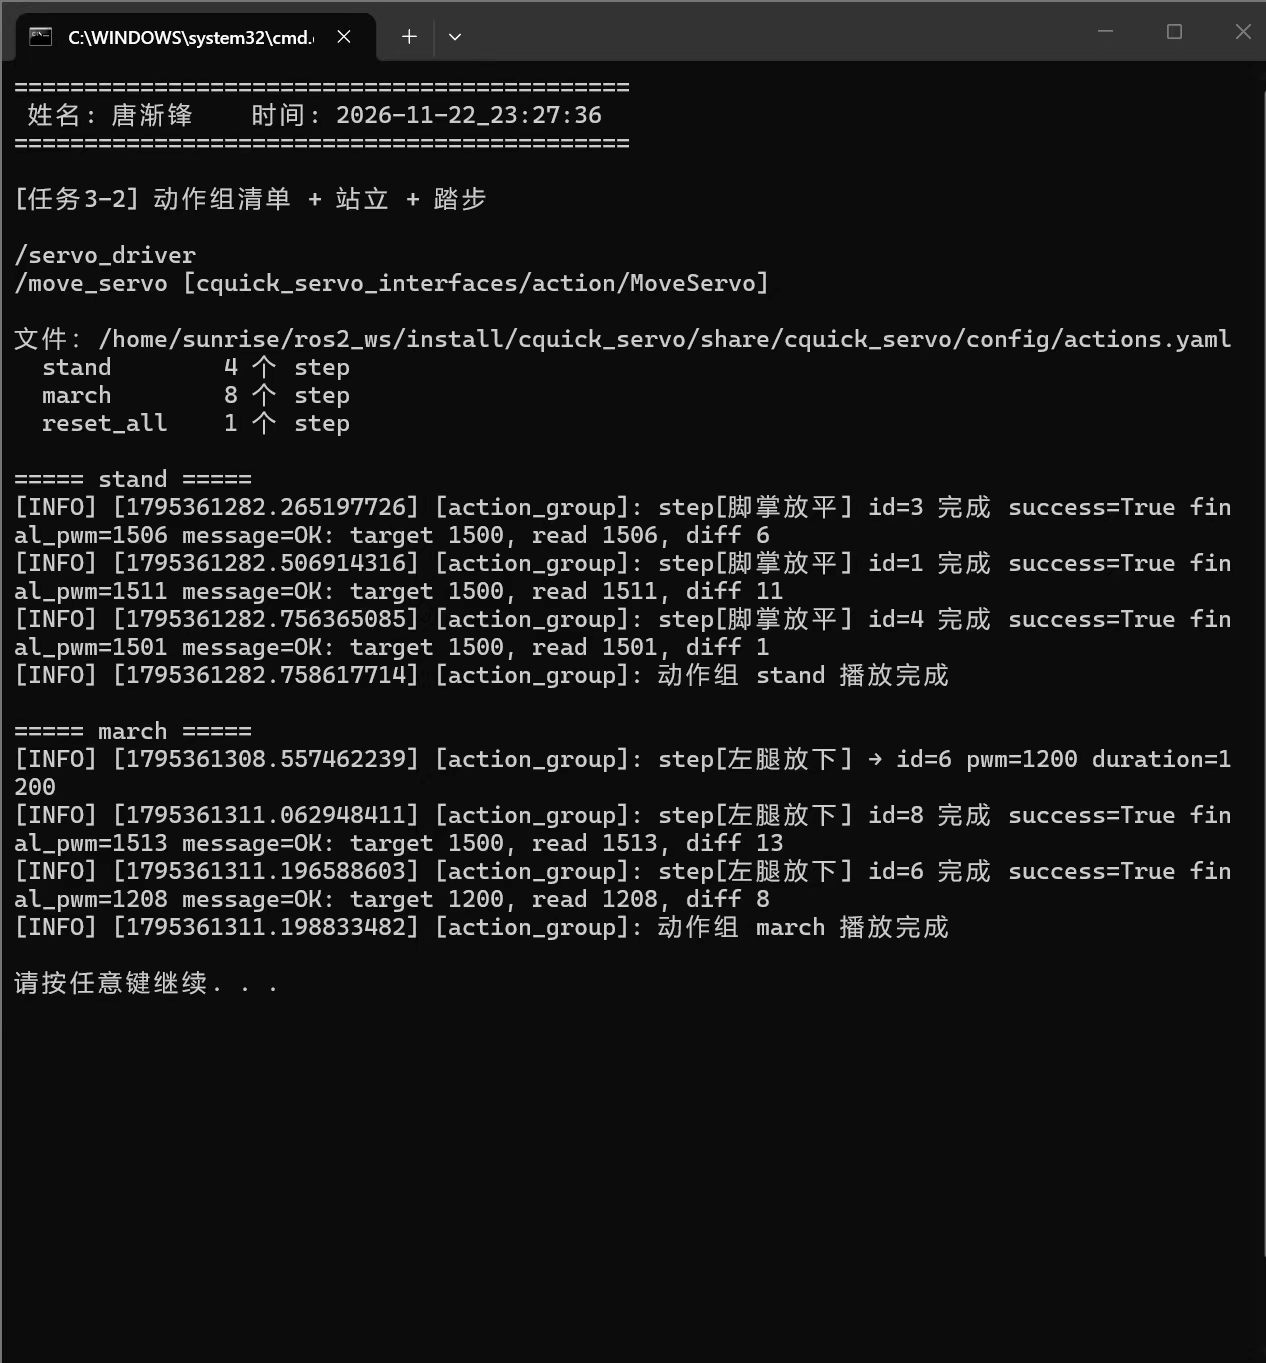 C:\WINDOWS\system32\cmd.
============================================
姓名: 唐渐锋    时间: 2026-11-22_23:27:36
============================================
[任务3-2] 动作组清单 + 站立 + 踏步
/servo_driver
/move_servo [cquick_servo_interfaces/action/MoveServo]
文件: /home/sunrise/ros2_ws/install/cquick_servo/share/cquick_servo/config/actions.yaml
stand        4 个 step
march        8 个 step
reset_all    1 个 step
===== stand =====
[INFO] [1795361282.265197726] [action_group]: step[脚掌放平] id=3 完成 success=True fin
al_pwm=1506 message=OK: target 1500, read 1506, diff 6
[INFO] [1795361282.506914316] [action_group]: step[脚掌放平] id=1 完成 success=True fin
al_pwm=1511 message=OK: target 1500, read 1511, diff 11
[INFO] [1795361282.756365085] [action_group]: step[脚掌放平] id=4 完成 success=True fin
al_pwm=1501 message=OK: target 1500, read 1501, diff 1
[INFO] [1795361282.758617714] [action_group]: 动作组 stand 播放完成
===== march =====
[INFO] [1795361308.557462239] [action_group]: step[左腿放下] → id=6 pwm=1200 duration=1
200
[INFO] [1795361311.062948411] [action_group]: step[左腿放下] id=8 完成 success=True fin
al_pwm=1513 message=OK: target 1500, read 1513, diff 13
[INFO] [1795361311.196588603] [action_group]: step[左腿放下] id=6 完成 success=True fin
al_pwm=1208 message=OK: target 1200, read 1208, diff 8
[INFO] [1795361311.198833482] [action_group]: 动作组 march 播放完成
请按任意键继续. . .